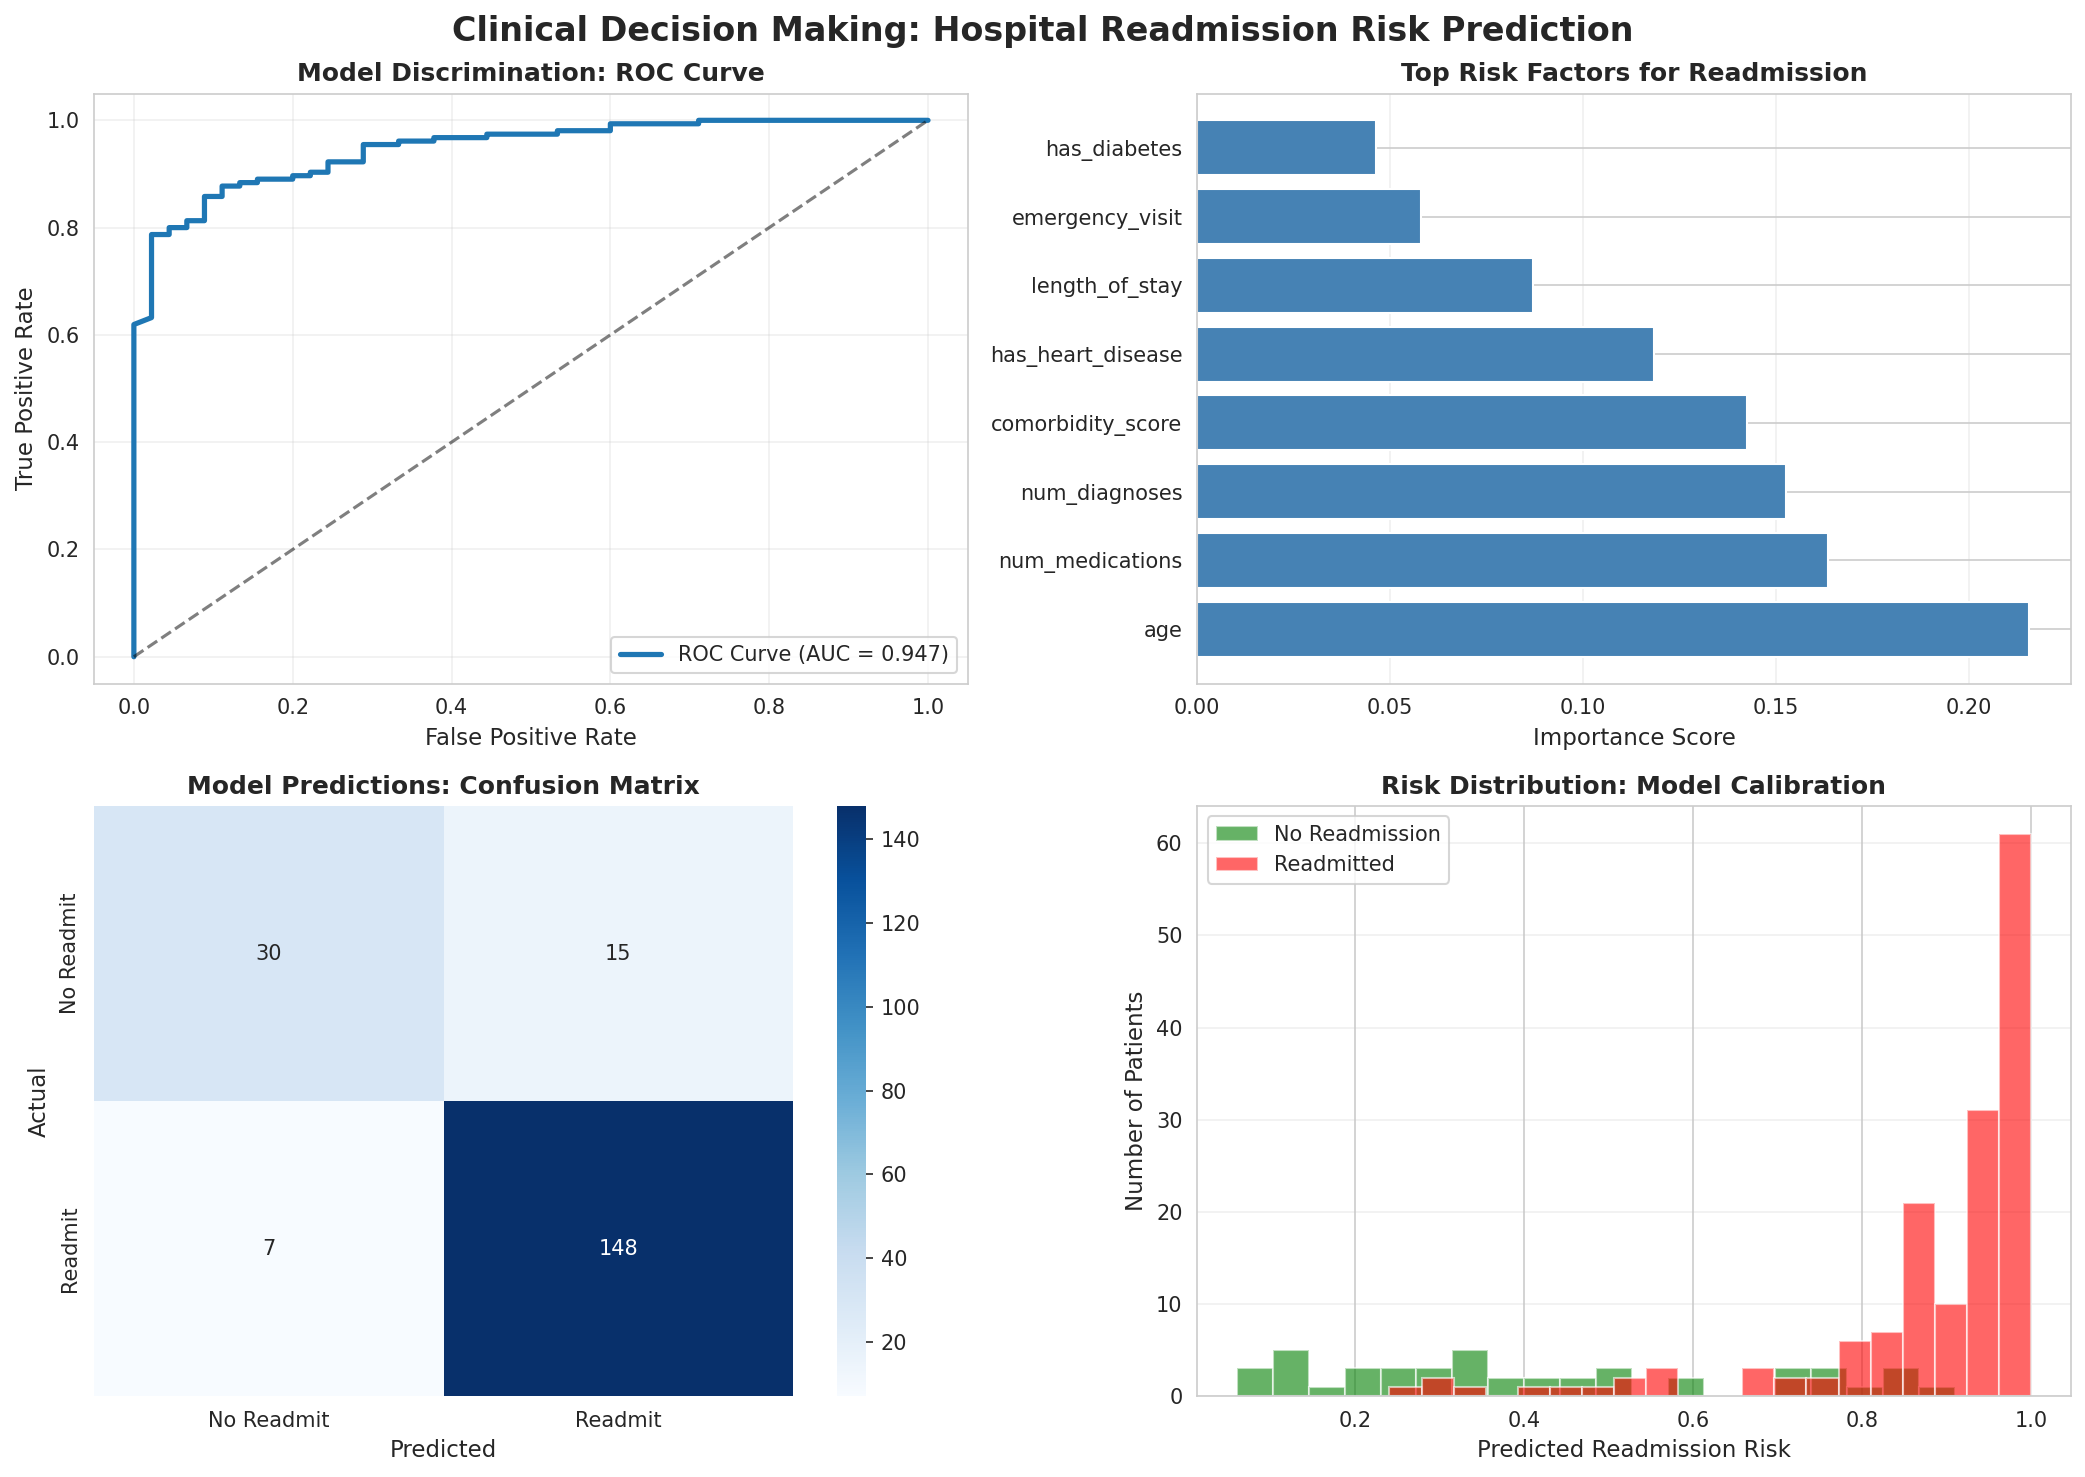 Clinical Decision Making: Hospital Readmission Risk Prediction
Model Discrimination: ROC Curve
True Positive Rate
1.0
0.8
0.6
0.4
0.2
0.0
ROC Curve (AUC = 0.947)
0.0 0.2 0.4 0.6 0.8 1.0
False Positive Rate
Top Risk Factors for Readmission
has_diabetes
emergency_visit
length_of_stay
has_heart_disease
comorbidity_score
num_diagnoses
num_medications
age
0.00 0.05 0.10 0.15 0.20
Importance Score
Model Predictions: Confusion Matrix
Actual
No Readmit
30 15
Readmit
7 148
No Readmit Readmit
Predicted
140
120
100
80
60
40
20
Risk Distribution: Model Calibration
No Readmission
Readmitted
Number of Patients
60
50
40
30
20
10
0
0.2 0.4 0.6 0.8 1.0
Predicted Readmission Risk